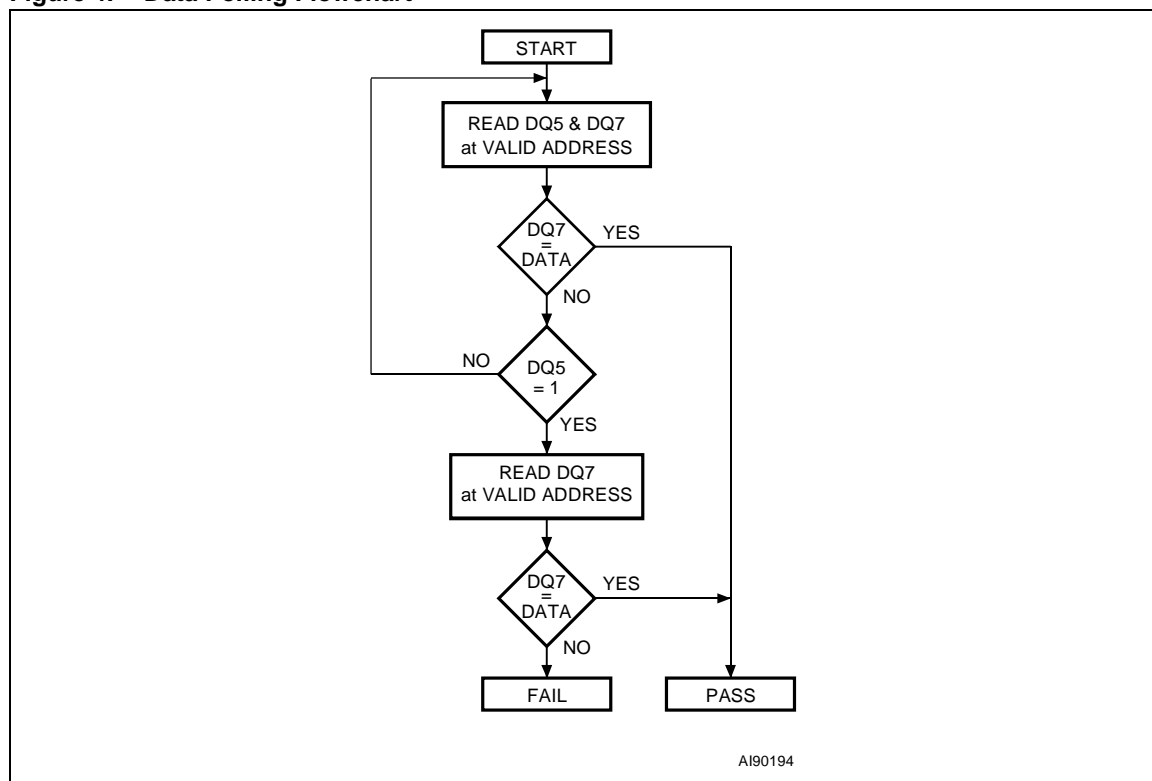 Figure 4. Data Polling Flowchart
START
READ DQ5 & DQ7
at VALID ADDRESS
DQ7
=
DATA
YES
NO
DQ5
= 1
NO
YES
READ DQ7
at VALID ADDRESS
DQ7
=
DATA
YES
NO
FAIL
PASS
AI90194